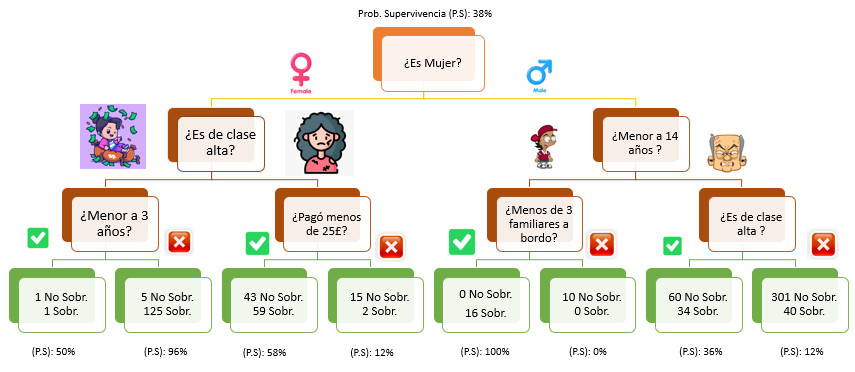 Prob. Supervivencia (P.S): 38%
¿Es Mujer?
Female
Male
¿Es de clase
alta?
¿Menor a 14
años ?
¿Menor a 3
años?
¿Pagó menos
de 25£?
¿Menos de 3
familiares a
bordo?
¿Es de clase
alta ?
1 No Sobr.
1 Sobr.
5 No Sobr.
125 Sobr.
43 No Sobr.
59 Sobr.
15 No Sobr.
2 Sobr.
0 No Sobr.
16 Sobr.
10 No Sobr.
0 Sobr.
60 No Sobr.
34 Sobr.
301 No Sobr.
40 Sobr.
(P.S): 50%
(P.S): 96%
(P.S): 58%
(P.S): 12%
(P.S): 100%
(P.S): 0%
(P.S): 36%
(P.S): 12%